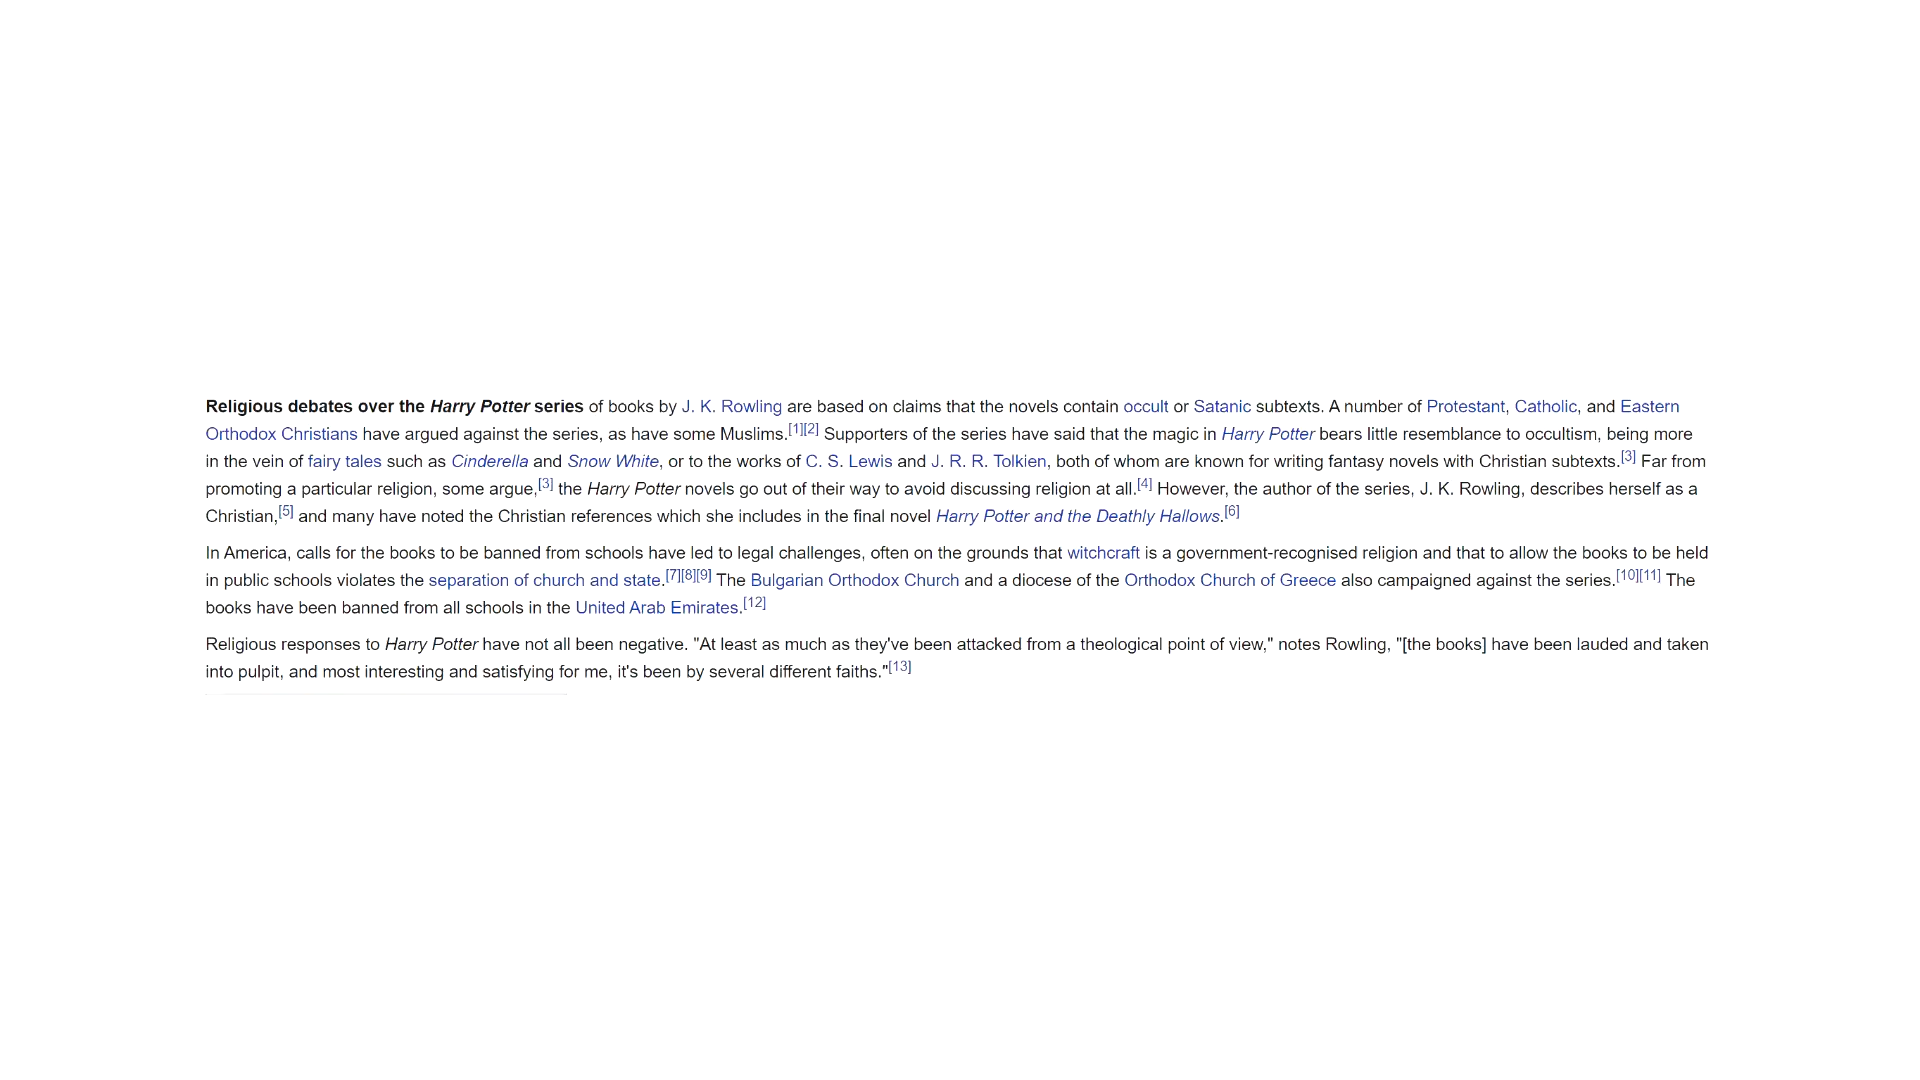 Religious debates over the Harry Potter series of books by J. K. Rowling are based on claims that the novels contain occult or Satanic subtexts. A number of Protestant, Catholic, and Eastern
Orthodox Christians have argued against the series, as have some Muslims.[1][2] Supporters of the series have said that the magic in Harry Potter bears little resemblance to occultism, being more
in the vein of fairy tales such as Cinderella and Snow White, or to the works of C. S. Lewis and J. R. R. Tolkien, both of whom are known for writing fantasy novels with Christian subtexts.[3] Far from
promoting a particular religion, some argue,[3] the Harry Potter novels go out of their way to avoid discussing religion at all.[4] However, the author of the series, J. K. Rowling, describes herself as a
Christian,[5] and many have noted the Christian references which she includes in the final novel Harry Potter and the Deathly Hallows.[6]
In America, calls for the books to be banned from schools have led to legal challenges, often on the grounds that witchcraft is a government-recognised religion and that to allow the books to be held
in public schools violates the separation of church and state.[7][8][9] The Bulgarian Orthodox Church and a diocese of the Orthodox Church of Greece also campaigned against the series.[10][11] The
books have been banned from all schools in the United Arab Emirates.[12]
Religious responses to Harry Potter have not all been negative. "At least as much as they've been attacked from a theological point of view," notes Rowling, "[the books] have been lauded and taken
into pulpit, and most interesting and satisfying for me, it's been by several different faiths."[13]